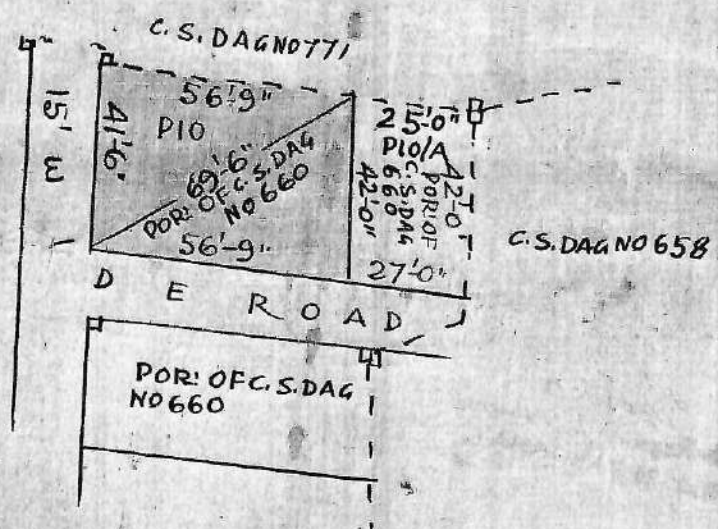 C.S. DAG NO 771
56'-9"
P10
41'-6"
69'-6"
POR! OF C.S. DAG
NO 660
56'-9"
25'-0"
P10/A
42'-0"
POR! OF
C.S. DAG
660
42'-0"
27'-0"
C.S. DAG NO 658
15' W
I
D E ROAD
POR! OF C.S. DAG
NO 660